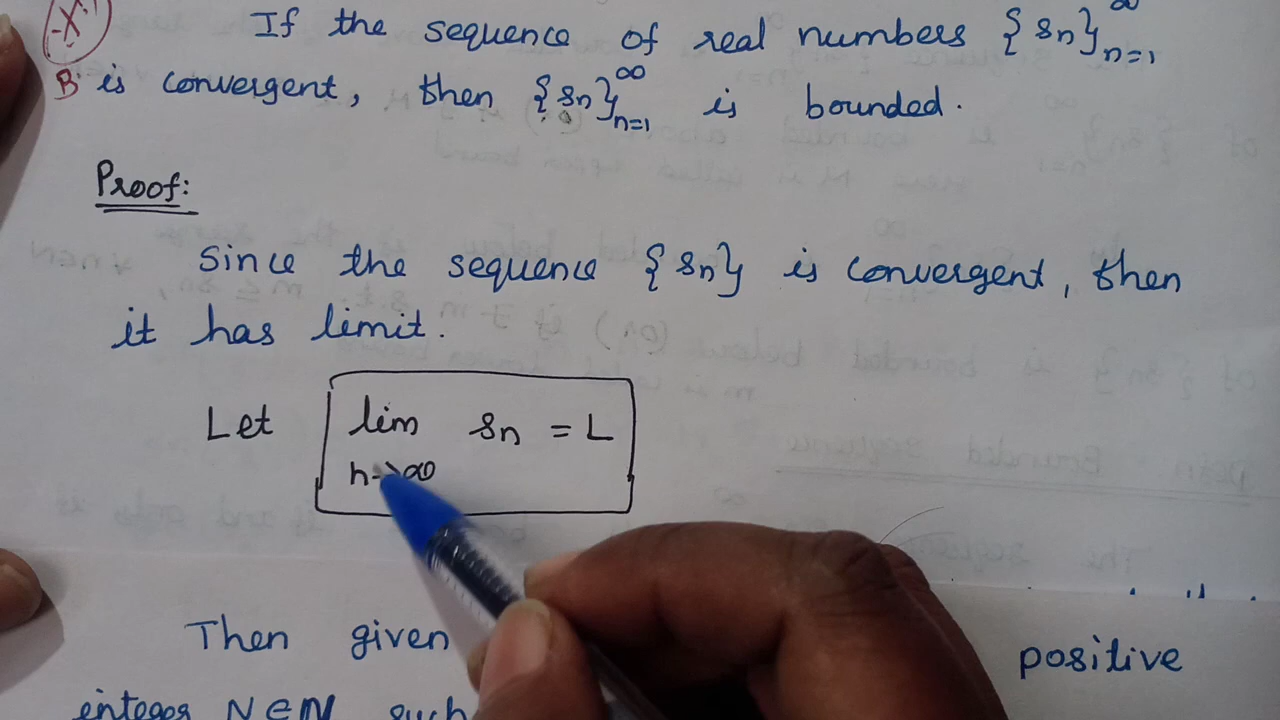 If the sequence of real numbers {sn}∞n=1
is convergent, then {sn}∞n=1 is bounded.
Proof:
Since the sequence {sn} is convergent, then
it has limit.
Let lim sn = L
n→∞
Then given positive
integer N∈N such